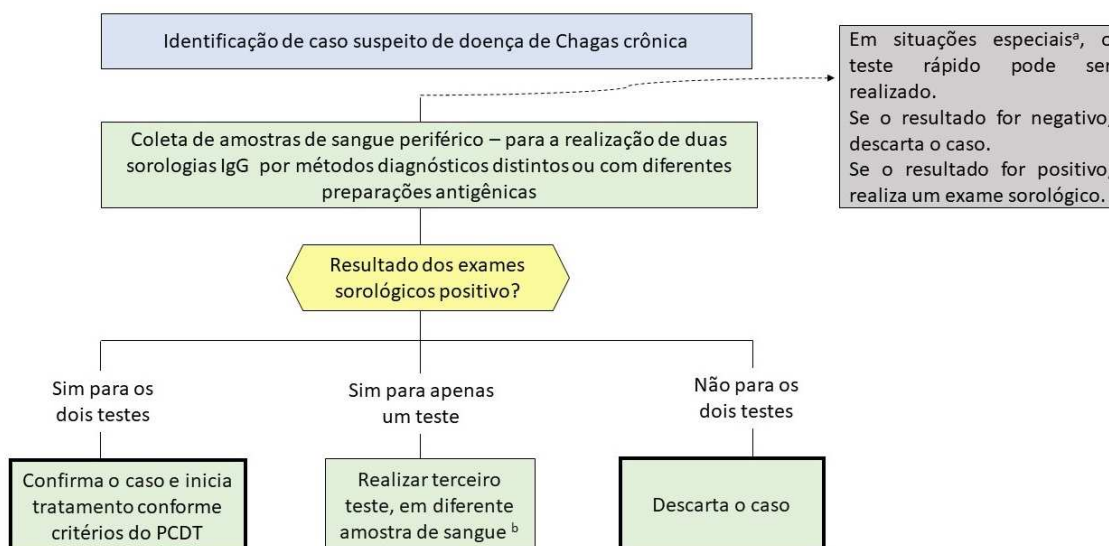 Identificação de caso suspeito de doença de Chagas crônica
Em situações especiaisª, o
teste rápido pode ser
realizado.
Se o resultado for negativo,
descarta o caso.
Se o resultado for positivo,
realiza um exame sorológico.
Coleta de amostras de sangue periférico – para a realização de duas
sorologias IgG por métodos diagnósticos distintos ou com diferentes
preparações antigênicas
Resultado dos exames
sorológicos positivo?
Sim para os
dois testes
Sim para apenas
um teste
Não para os
dois testes
Confirma o caso e inicia
tratamento conforme
critérios do PCDT
Realizar terceiro
teste, em diferente
amostra de sangue ᵇ
Descarta o caso